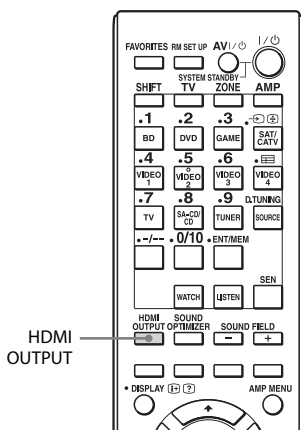 FAVORITES RM SET UP AV I/⏻ I/⏻
SYSTEM STANDBY
SHIFT TV ZONE AMP
.1 .2 .3
BD DVD GAME SAT/CATV
.4 .5 .6
VIDEO 1 VIDEO 2 VIDEO 3 VIDEO 4
.7 .8 .9 D.TUNING
TV SA-CD/CD TUNER SOURCE
.-/-- .0/10 .ENT/MEM
SEN
WATCH LISTEN
HDMI OUTPUT SOUND OPTIMIZER SOUND FIELD
− +
HDMI
OUTPUT
• DISPLAY i+ ? AMP MENU